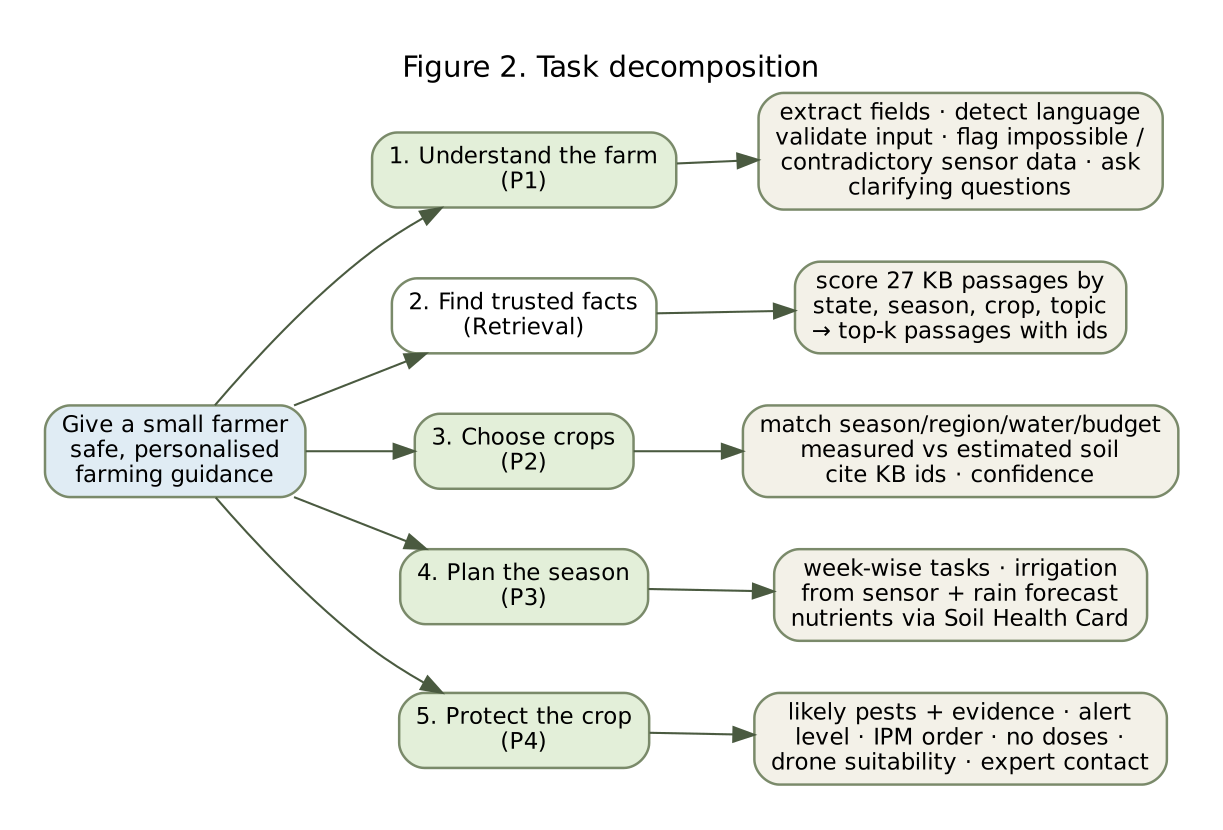 Figure 2. Task decomposition
1. Understand the farm
(P1)
extract fields · detect language
validate input · flag impossible /
contradictory sensor data · ask
clarifying questions
2. Find trusted facts
(Retrieval)
score 27 KB passages by
state, season, crop, topic
→ top-k passages with ids
Give a small farmer
safe, personalised
farming guidance
3. Choose crops
(P2)
match season/region/water/budget
measured vs estimated soil
cite KB ids · confidence
4. Plan the season
(P3)
week-wise tasks · irrigation
from sensor + rain forecast
nutrients via Soil Health Card
5. Protect the crop
(P4)
likely pests + evidence · alert
level · IPM order · no doses ·
drone suitability · expert contact